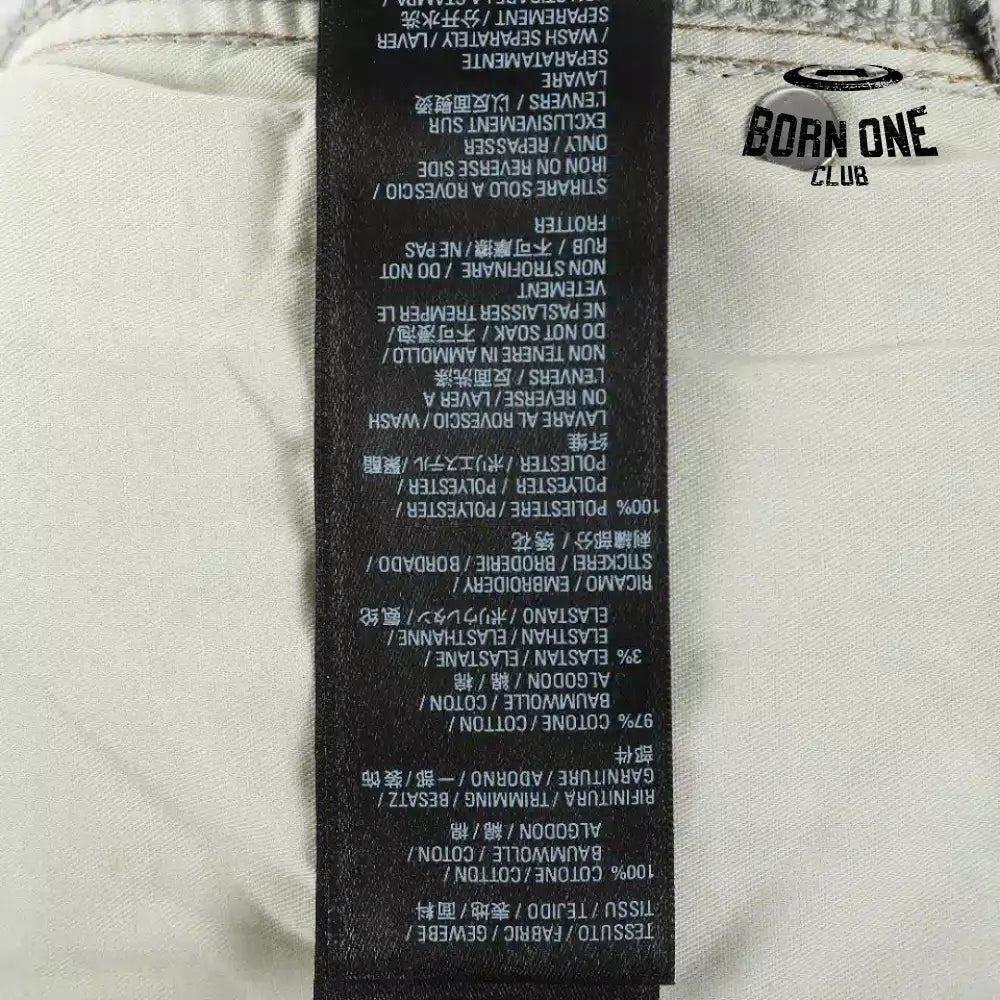 BORN ONE
CLUB
TESSUTO / FABRIC / GEWEBE /
TISSU / TEJIDO / 表地 / 面料
100% COTONE / COTTON /
BAUMWOLLE / COTON /
ALGODON / 綿 / 棉
RIFINITURA / TRIMMING / BESATZ /
GARNITURE / ADORNO / 一部 / 装饰
部件
97% COTONE / COTTON /
BAUMWOLLE / COTON /
ALGODON / 綿 / 棉
3% ELASTAN / ELASTANE /
ELASTHAN / ELASTHANNE /
ELASTANO / ポリウレタン / 氨纶
RICAMO / EMBROIDERY /
STICKEREI / BRODERIE / BORDADO /
刺繍部分 / 绣花
100% POLIESTERE / POLYESTER /
POLYESTER / POLYESTER /
POLIESTER / ポリエステル / 聚酯
纤维
LAVARE AL ROVESCIO / WASH
ON REVERSE / LAVER A
L'ENVERS / 反面洗涤
NON TENERE IN AMMOLLO /
DO NOT SOAK / 不可浸泡 /
NE PAS LAISSER TREMPER LE
VETEMENT
NON STROFINARE / DO NOT
RUB / 不可摩擦 / NE PAS
FROTTER
STIRARE SOLO A ROVESCIO /
IRON ON REVERSE SIDE
ONLY / REPASSER
EXCLUSIVEMENT SUR
L'ENVERS / 以反面熨烫
LAVARE
SEPARATAMENTE
/ WASH SEPARATELY / LAVER
SEPAREMENT / 分开水洗